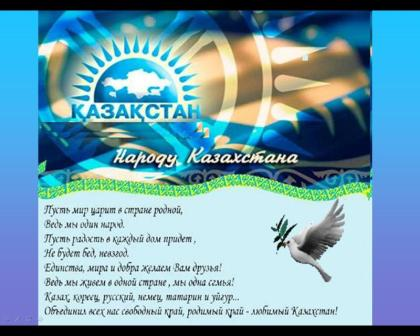 ҚАЗАҚСТАН
Народу Казахстана
Пусть мир царит в стране родной,
Ведь мы один народ.
Пусть радость в каждый дом придет ,
Не будет бед, невзгод.
Единства, мира и добра желаем Вам друзья!
Ведь мы живем в одной стране , мы одна семья!
Казах, кореец, русский, немец, татарин и уйгур...
Объединил всех нас свободный край, родимый край - любимый Казахстан!